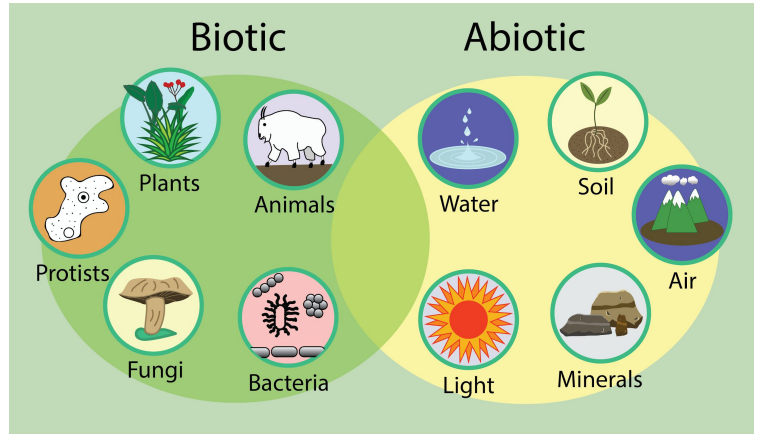 Biotic
Abiotic
Plants
Animals
Protists
Fungi
Bacteria
Water
Soil
Air
Light
Minerals